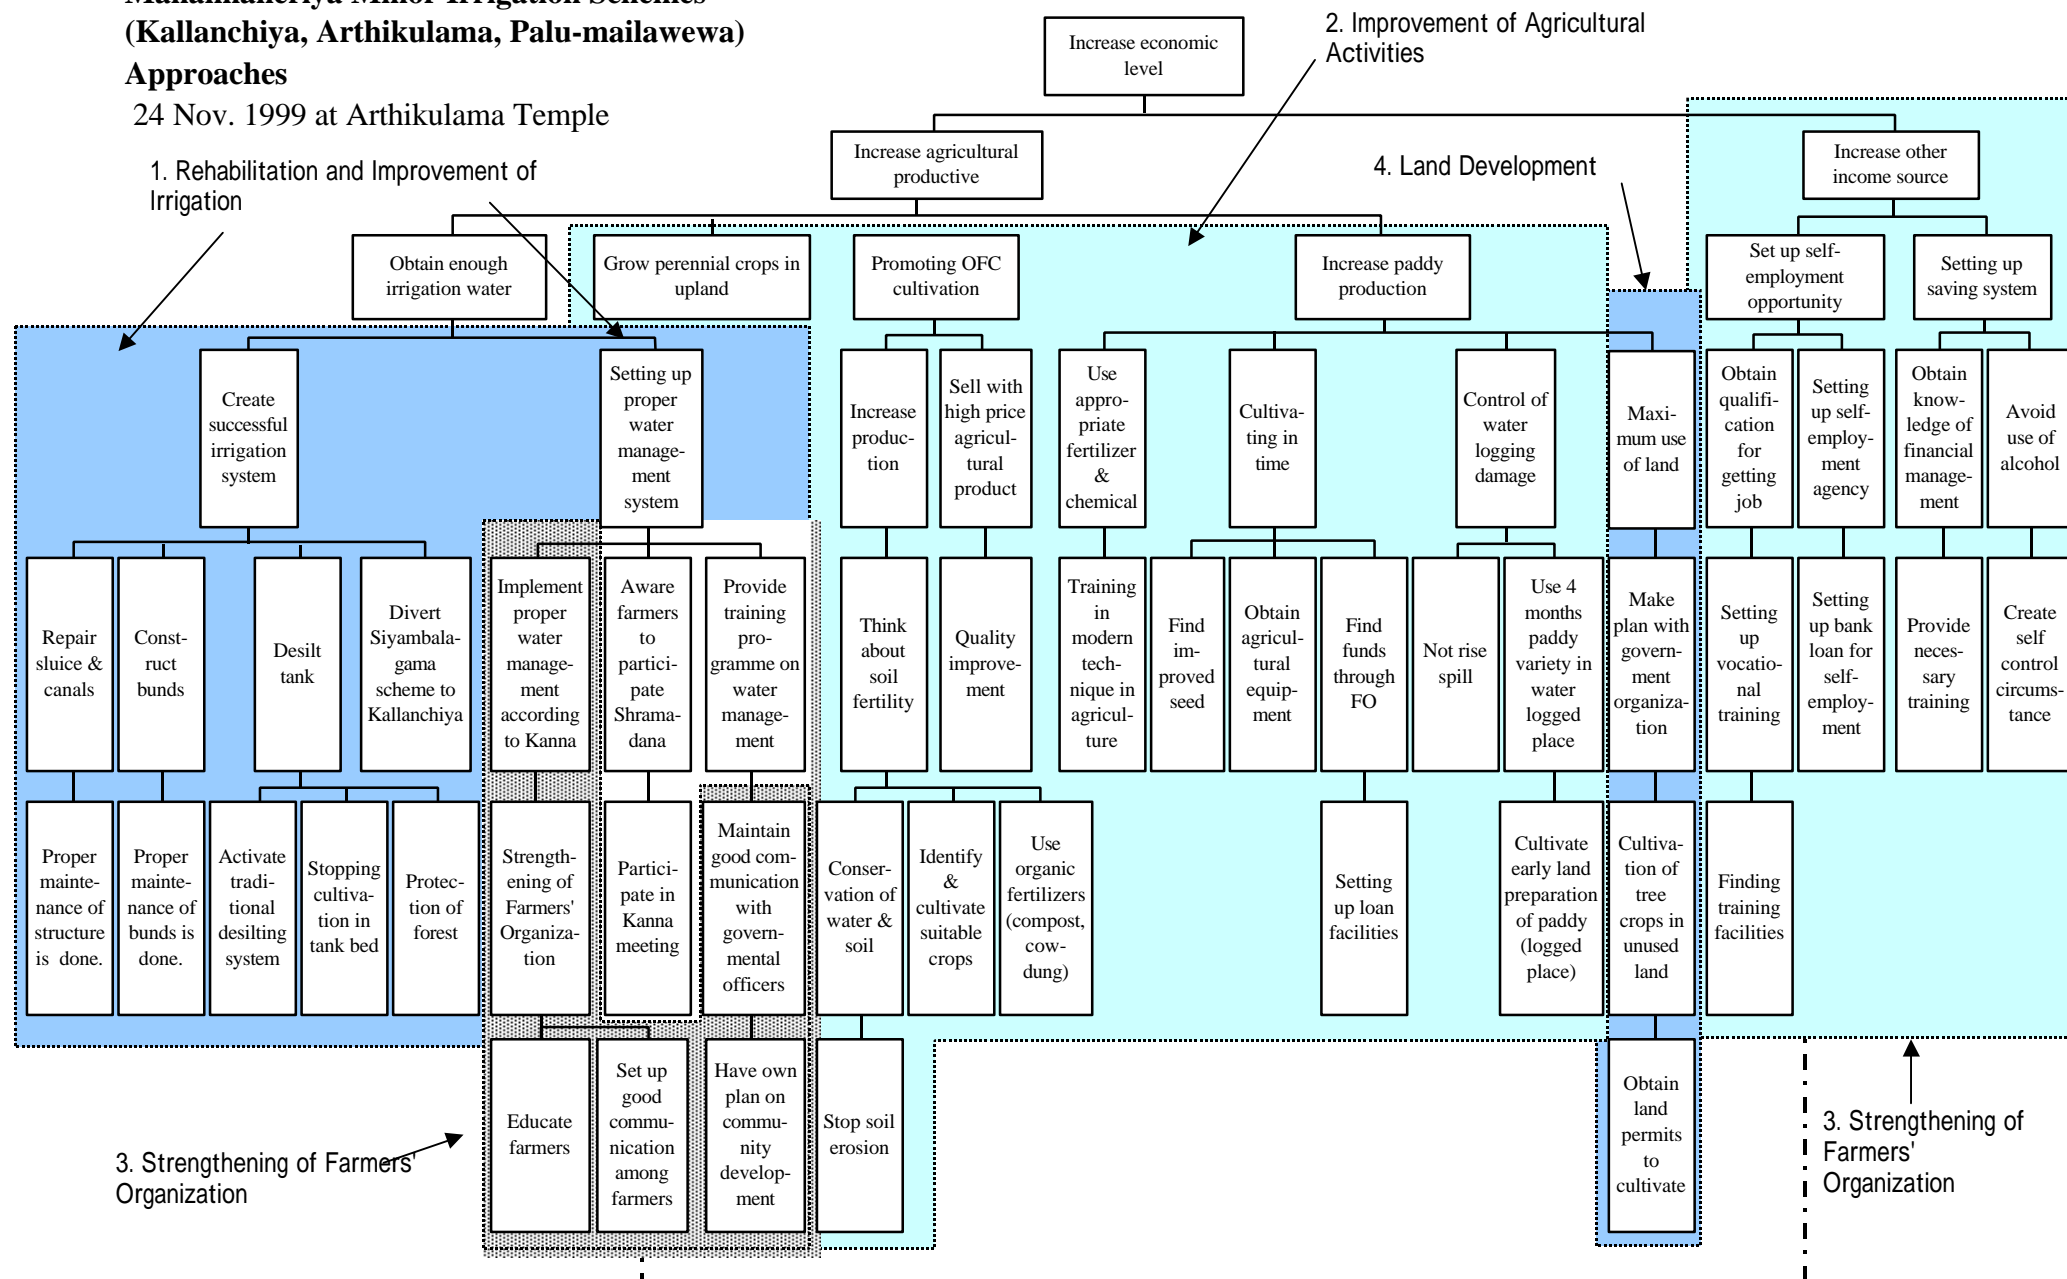 Mahananneriya Minor Irrigation Schemes
(Kallanchiya, Arthikulama, Palu-mailawewa)
Approaches
24 Nov. 1999 at Arthikulama Temple
2. Improvement of Agricultural
Activities
Increase economic
level
1. Rehabilitation and Improvement of
Irrigation
Increase agricultural
productive
4. Land Development
Increase other
income source
Obtain enough
irrigation water
Grow perennial crops in
upland
Promoting OFC
cultivation
Increase paddy
production
Set up self-
employment
opportunity
Setting up
saving system
Create
successful
irrigation
system
Setting up
proper
water
manage-
ment
system
Increase
produc-
tion
Sell with
high price
agricul-
tural
product
Use
appro-
priate
fertilizer
&
chemical
Cultiva-
ting in
time
Control of
water
logging
damage
Maxi-
mum use
of land
Obtain
qualifi-
cation
for
getting
job
Setting
up self-
employ-
ment
agency
Obtain
know-
ledge of
financial
manage-
ment
Avoid
use of
alcohol
Repair
sluice &
canals
Const-
ruct
bunds
Desilt
tank
Divert
Siyambala-
gama
scheme to
Kallanchiya
Implement
proper
water
manage-
ment
according
to Kanna
Aware
farmers
to
partici-
pate
Shrama-
dana
Provide
training
pro-
gramme on
water
manage-
ment
Think
about
soil
fertility
Quality
improve-
ment
Training
in
modern
tech-
nique in
agricul-
ture
Find
im-
proved
seed
Obtain
agricul-
tural
equip-
ment
Find
funds
through
FO
Not rise
spill
Use 4
months
paddy
variety in
water
logged
place
Make
plan with
govern-
ment
organiza-
tion
Setting
up
vocatio-
nal
training
Setting
up bank
loan for
self-
employ-
ment
Provide
neces-
sary
training
Create
self
control
circums-
tance
Proper
mainte-
nance of
structure
is done.
Proper
mainte-
nance of
bunds is
done.
Activate
tradi-
tional
desilting
system
Stopping
cultiva-
tion in
tank bed
Protec-
tion of
forest
Strength-
ening of
Farmers'
Organiza-
tion
Partici-
pate in
Kanna
meeting
Maintain
good com-
munication
with
govern-
mental
officers
Conser-
vation of
water &
soil
Identify
&
cultivate
suitable
crops
Use
organic
fertilizers
(compost,
cow-
dung)
Setting
up loan
facilities
Cultivate
early land
preparation
of paddy
(logged
place)
Cultiva-
tion of
tree
crops in
unused
land
Finding
training
facilities
3. Strengthening of Farmers'
Organization
Educate
farmers
Set up
good
commu-
nication
among
farmers
Have own
plan on
commu-
nity
develop-
ment
Stop soil
erosion
Obtain
land
permits
to
cultivate
3. Strengthening of
Farmers'
Organization